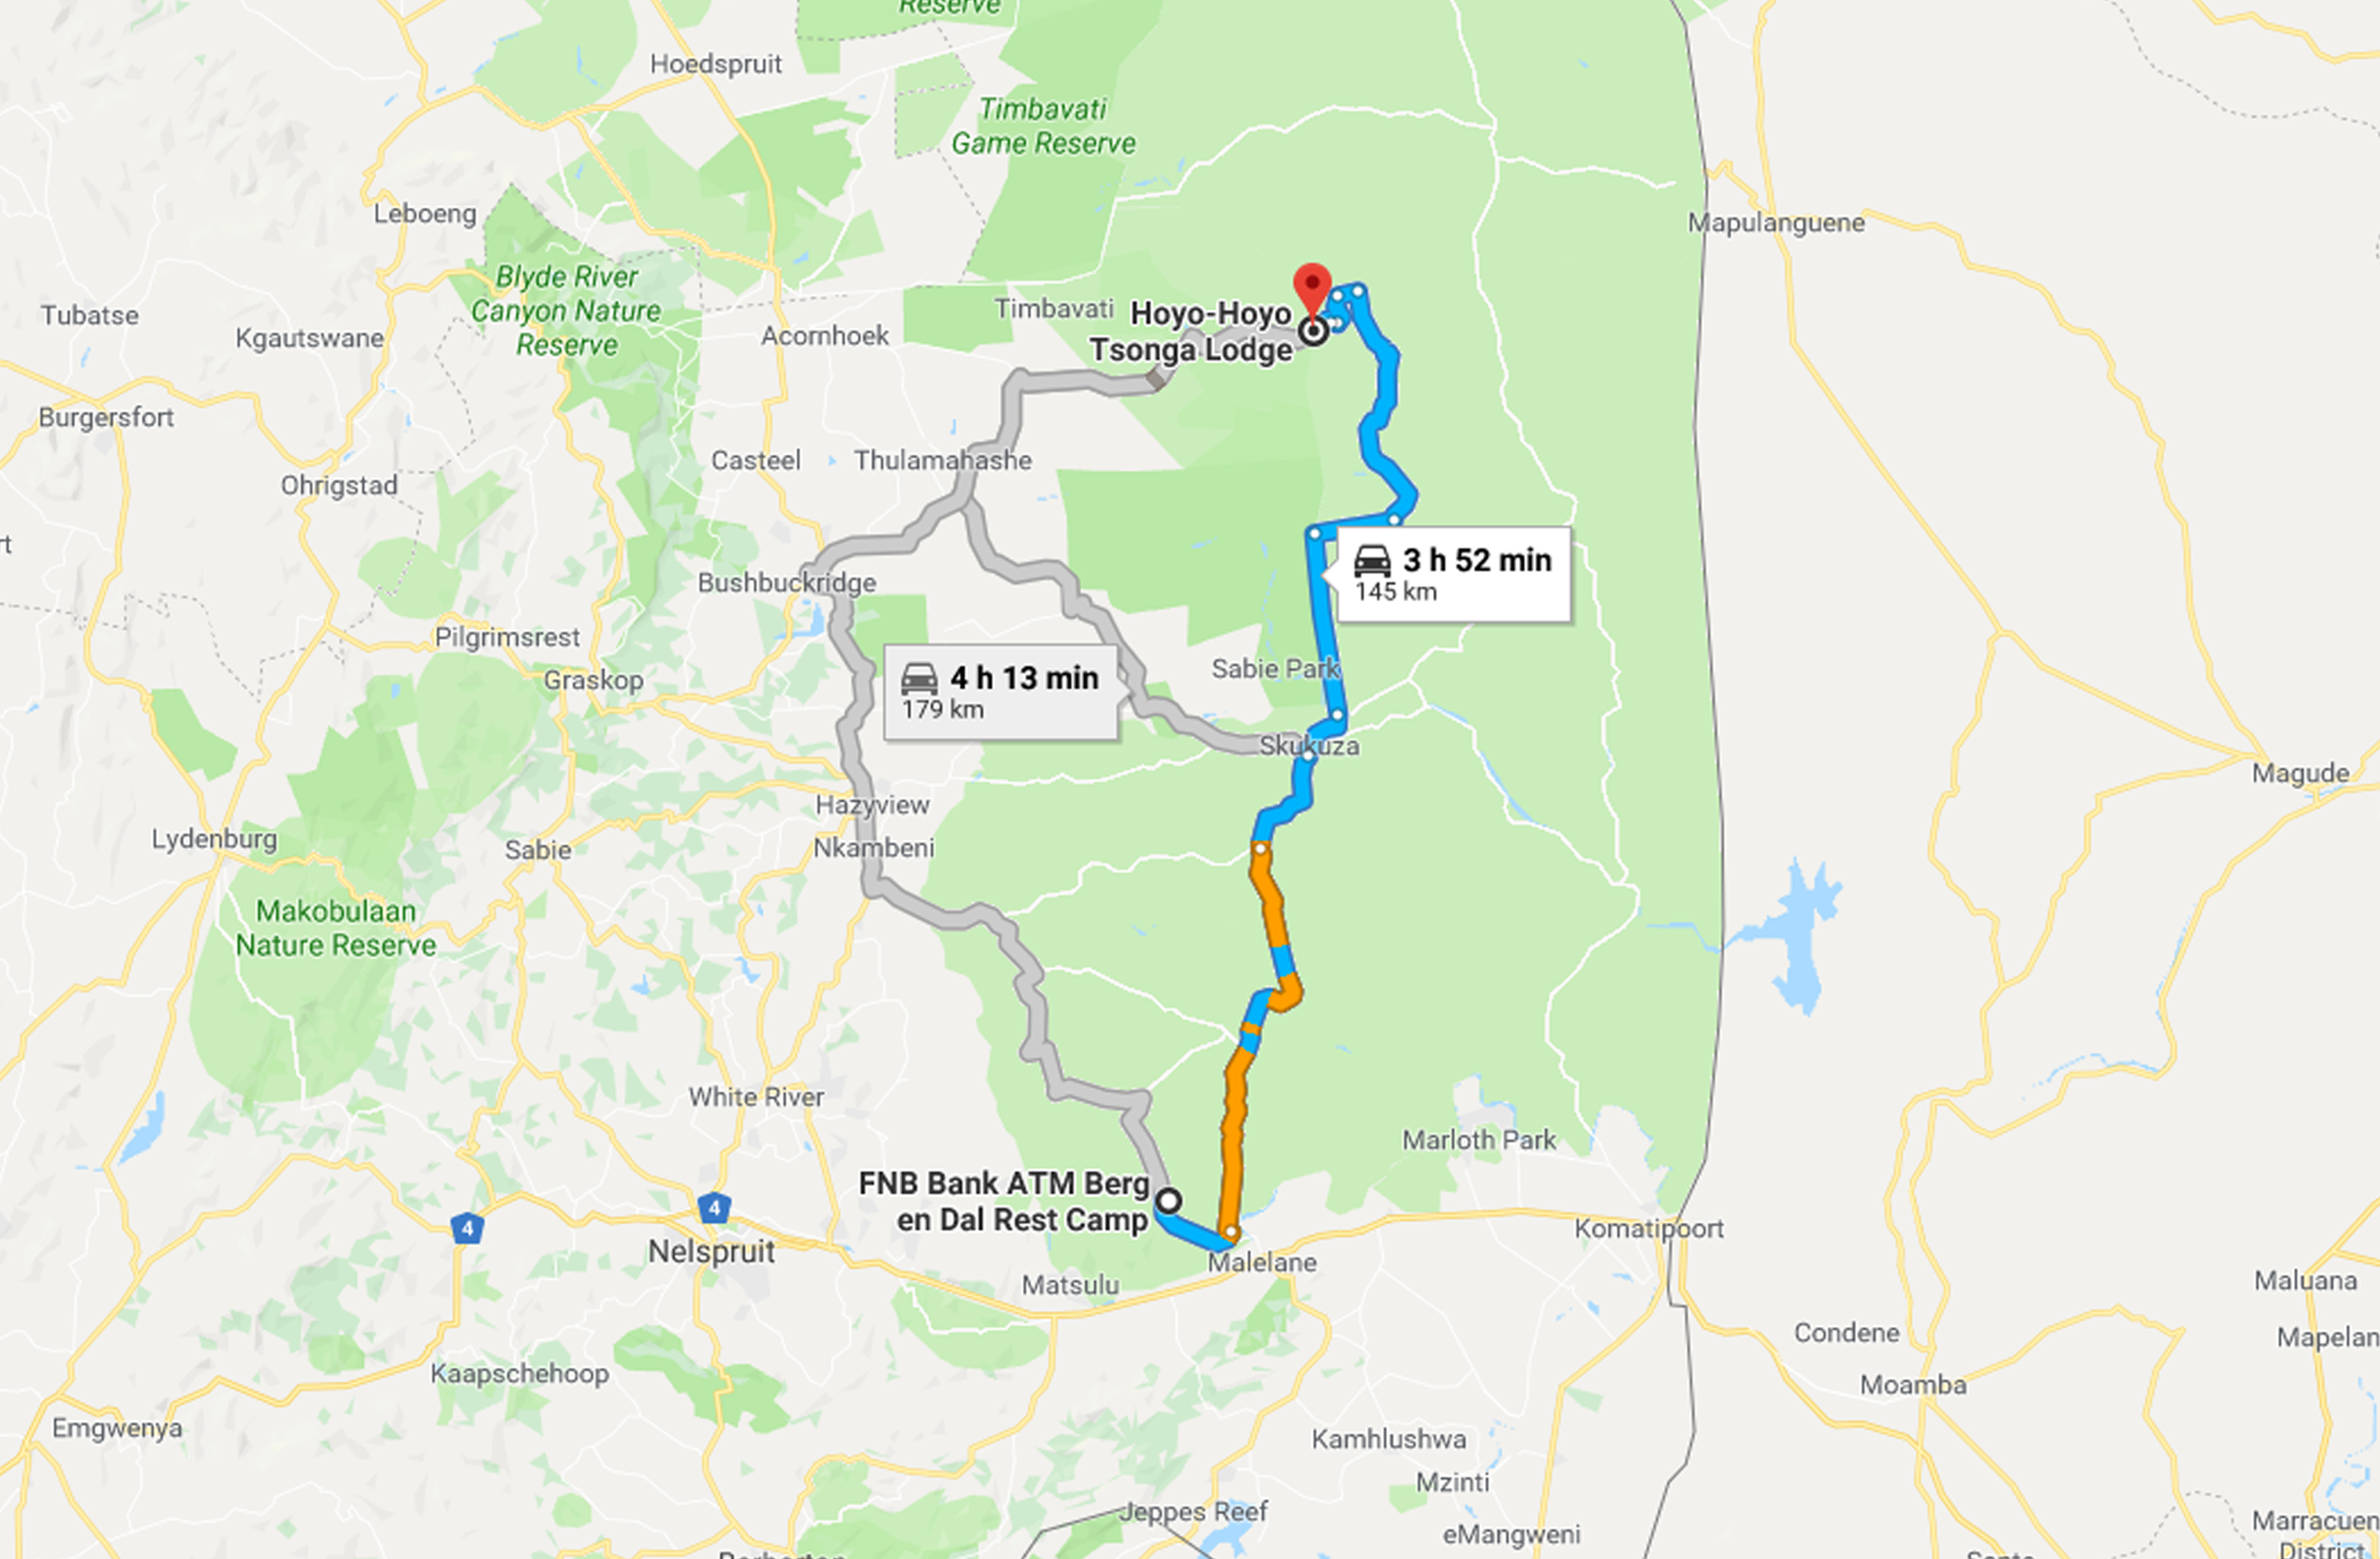 Reserve
Hoedspruit
Timbavati
Game Reserve
Leboeng
Mapulanguene
Blyde River
Canyon Nature
Reserve
Tubatse
Kgautswane
Acornhoek
Timbavati
Hoyo-Hoyo
Tsonga Lodge
Burgersfort
Casteel
Thulamahashe
Ohrigstad
rt
3 h 52 min
145 km
Bushbuckridge
Pilgrimsrest
Graskop
4 h 13 min
179 km
Sabie Park
Skukuza
Magude
Hazyview
Nkambeni
Lydenburg
Sabie
Makobulaan
Nature Reserve
White River
Marloth Park
FNB Bank ATM Berg
en Dal Rest Camp
4
4
Nelspruit
Komatipoort
Malelane
Matsulu
Maluana
Condene
Mapelan
Kaapschehoop
Moamba
Emgwenya
Kamhlushwa
Mzinti
Jeppes Reef
eMangweni
Marracuen
District